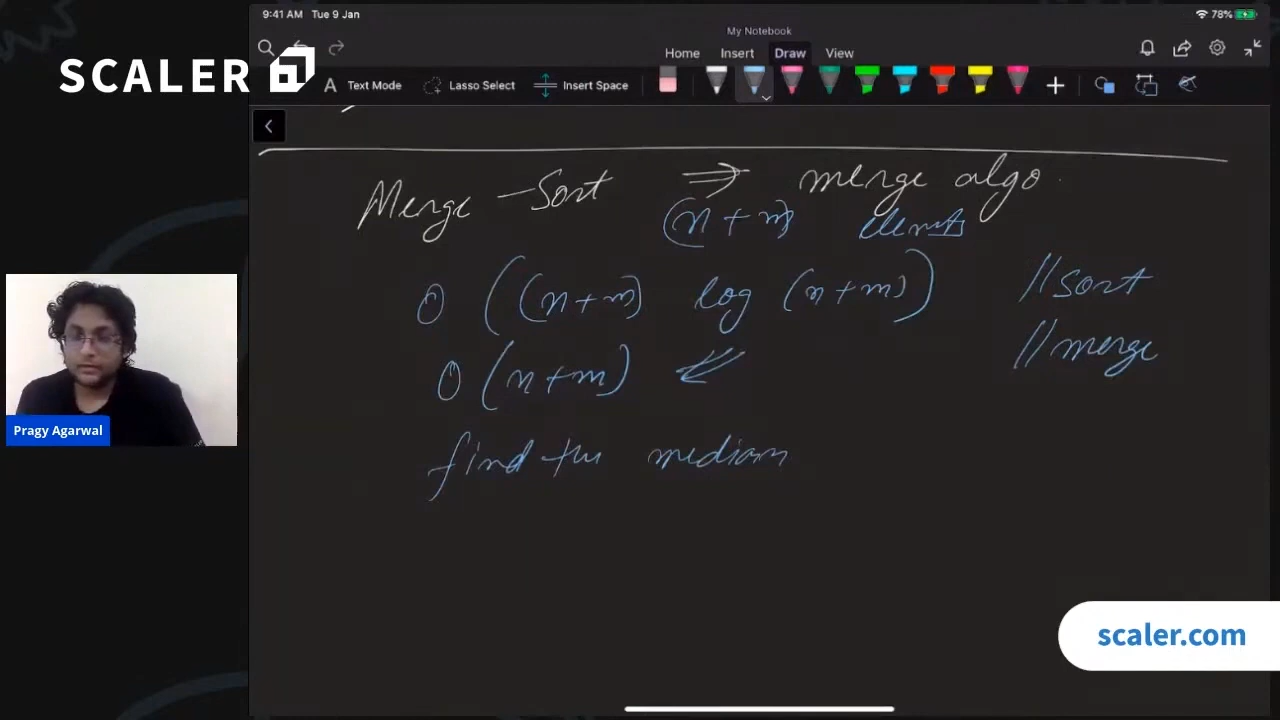 9:41 AM Tue 9 Jan
78%
My Notebook
Home Insert Draw View
SCALER
Text Mode Lasso Select Insert Space
Merge-Sort ⇒ merge algo.
(n + m) elements
O ((n+m) log (n+m)) //sort
O (n+m) //merge
find the median
Pragy Agarwal
scaler.com